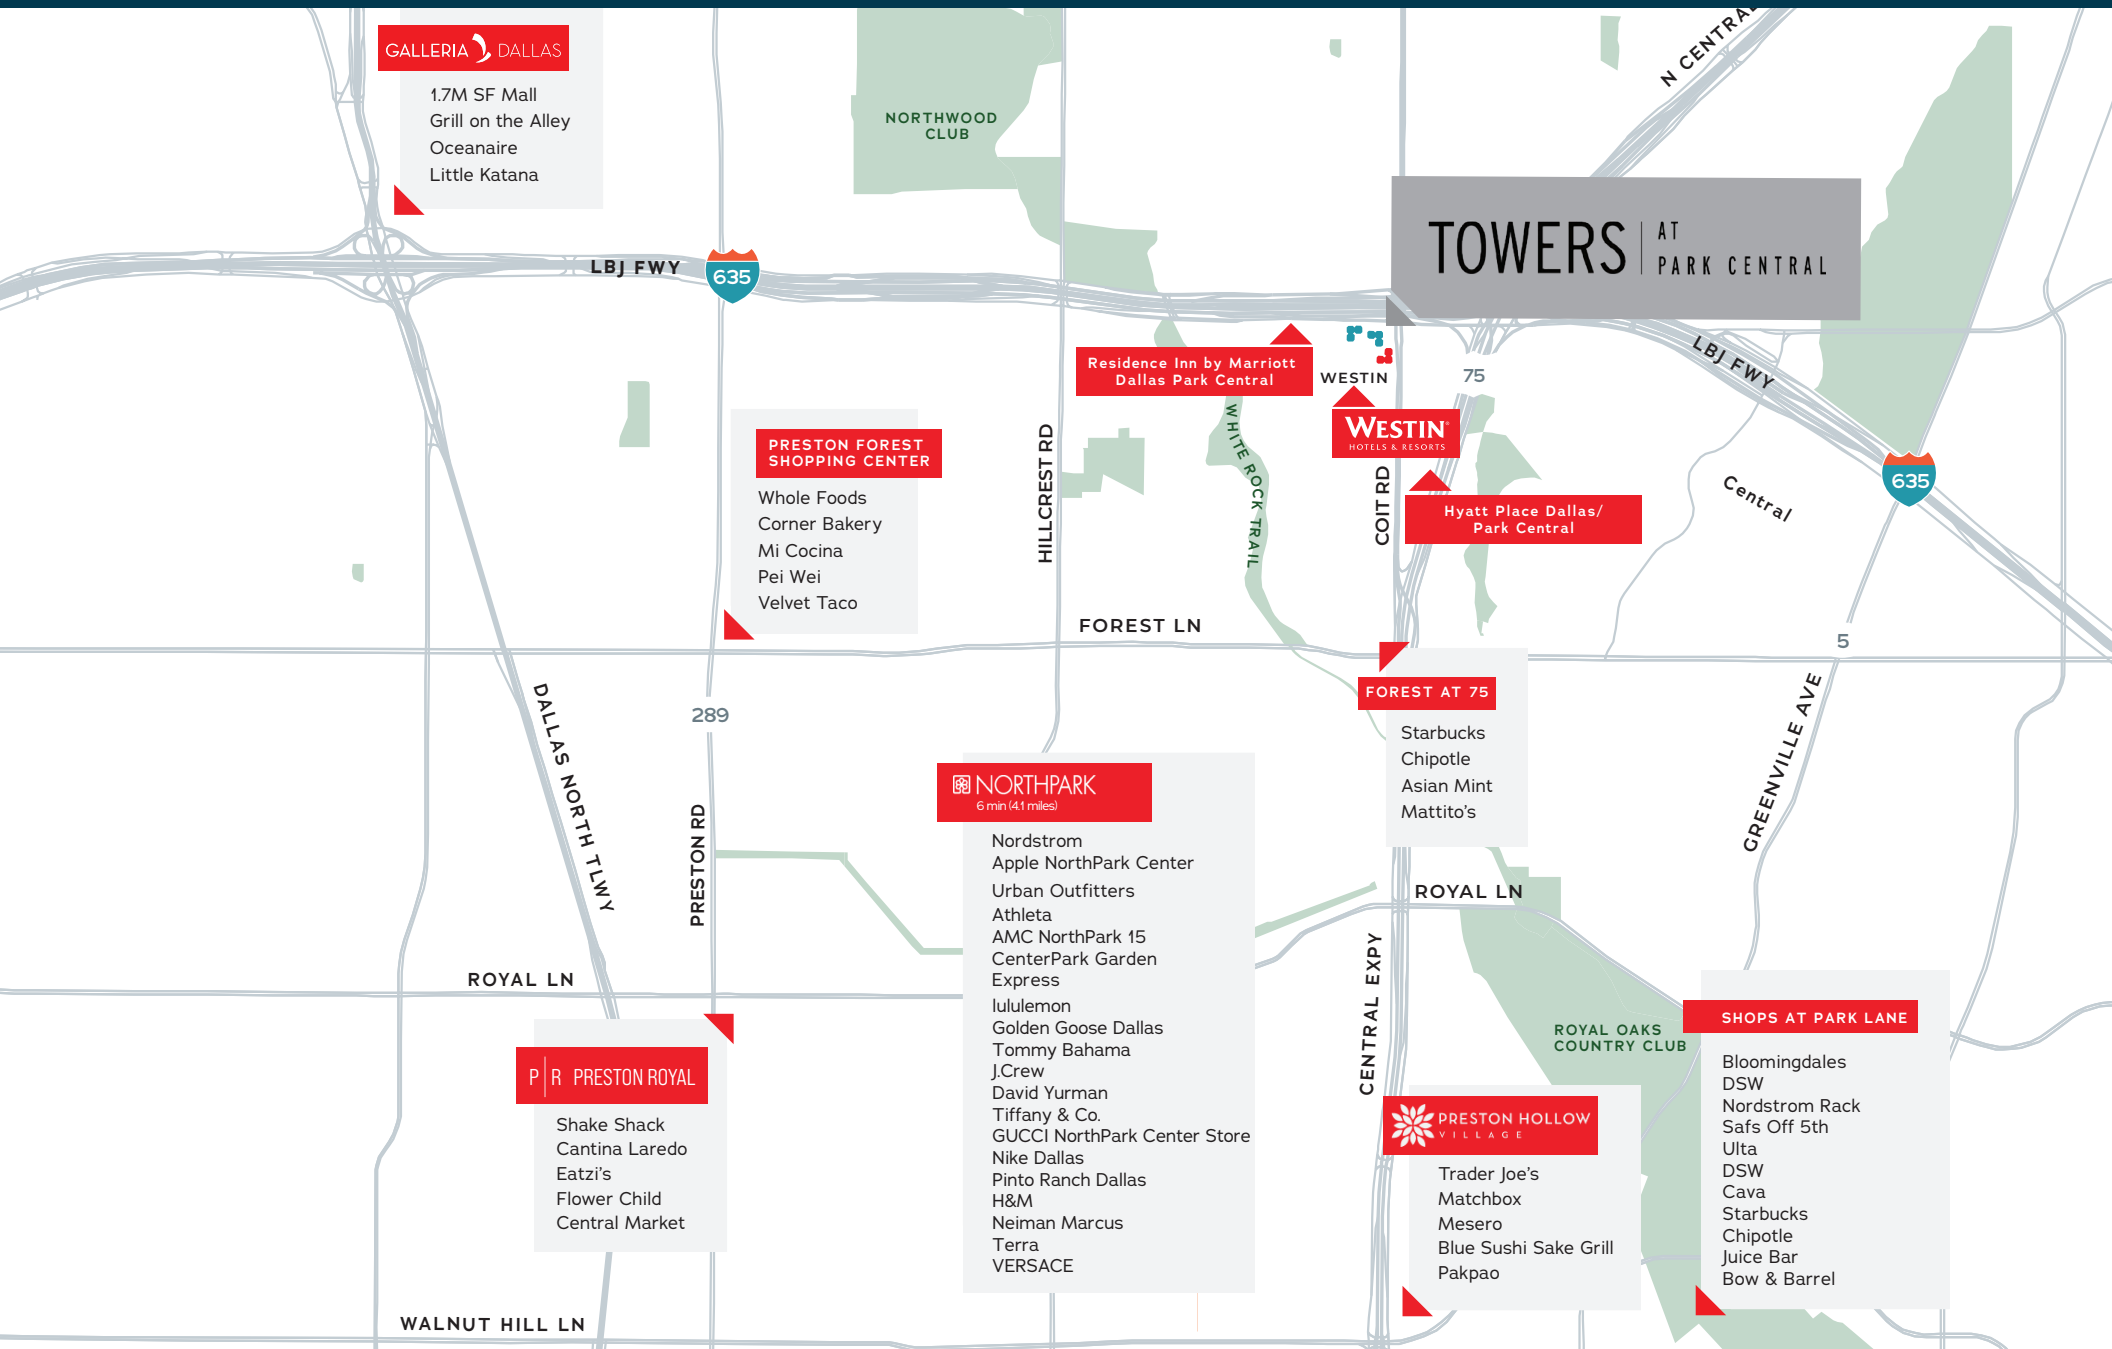 GALLERIA DALLAS
1.7M SF Mall
Grill on the Alley
Oceanaire
Little Katana
NORTHWOOD
CLUB
N CENTRAL
TOWERS AT
PARK CENTRAL
LBJ FWY
635
Residence Inn by Marriott
Dallas Park Central
WESTIN
75
LBJ FWY
WESTIN
HOTELS & RESORTS
WHITE ROCK TRAIL
HILLCREST RD
COIT RD
635
Central
Hyatt Place Dallas/
Park Central
PRESTON FOREST
SHOPPING CENTER
Whole Foods
Corner Bakery
Mi Cocina
Pei Wei
Velvet Taco
FOREST LN
5
289
DALLAS NORTH TLWY
PRESTON RD
FOREST AT 75
Starbucks
Chipotle
Asian Mint
Mattito's
GREENVILLE AVE
NORTHPARK
6 min (4.1 miles)
Nordstrom
Apple NorthPark Center
Urban Outfitters
Athleta
AMC NorthPark 15
CenterPark Garden
Express
lululemon
Golden Goose Dallas
Tommy Bahama
J.Crew
David Yurman
Tiffany & Co.
GUCCI NorthPark Center Store
Nike Dallas
Pinto Ranch Dallas
H&M
Neiman Marcus
Terra
VERSACE
ROYAL LN
CENTRAL EXPY
ROYAL LN
ROYAL OAKS
COUNTRY CLUB
P R PRESTON ROYAL
Shake Shack
Cantina Laredo
Eatzi's
Flower Child
Central Market
PRESTON HOLLOW
VILLAGE
Trader Joe's
Matchbox
Mesero
Blue Sushi Sake Grill
Pakpao
SHOPS AT PARK LANE
Bloomingdales
DSW
Nordstrom Rack
Safs Off 5th
Ulta
DSW
Cava
Starbucks
Chipotle
Juice Bar
Bow & Barrel
WALNUT HILL LN